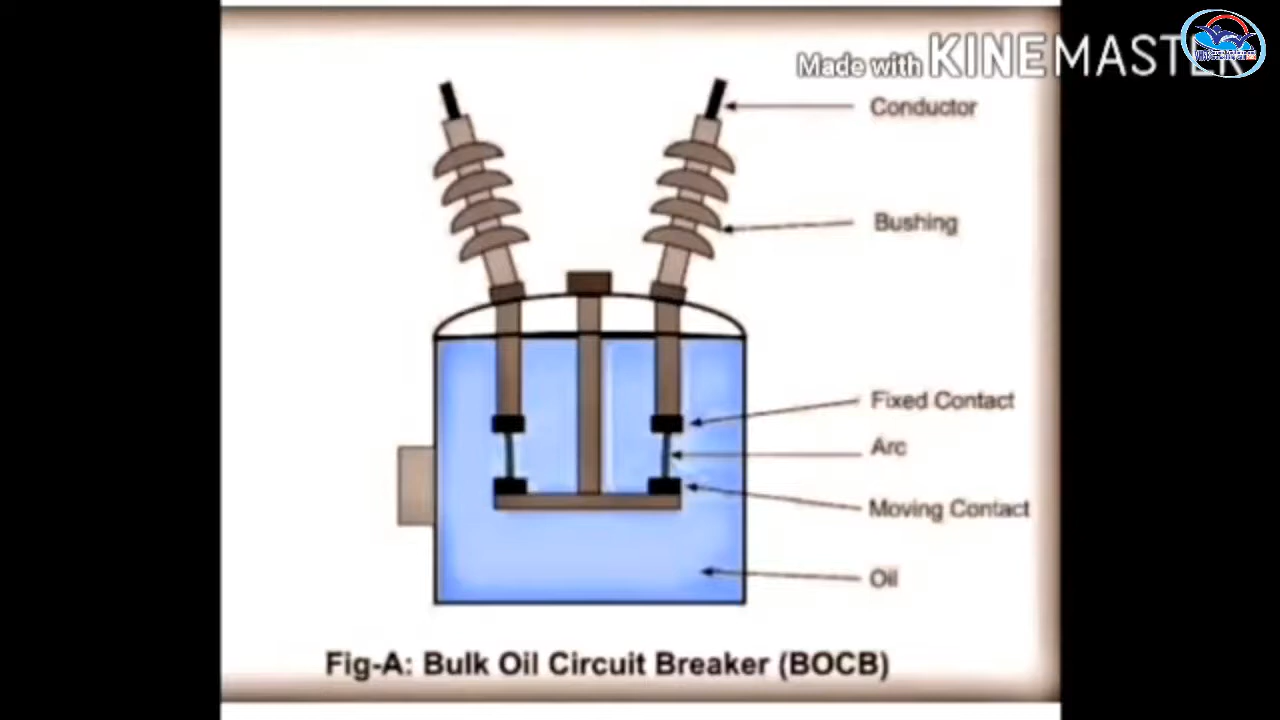 Made with KINEMASTER
Conductor
Bushing
Fixed Contact
Arc
Moving Contact
Oil
Fig-A: Bulk Oil Circuit Breaker (BOCB)